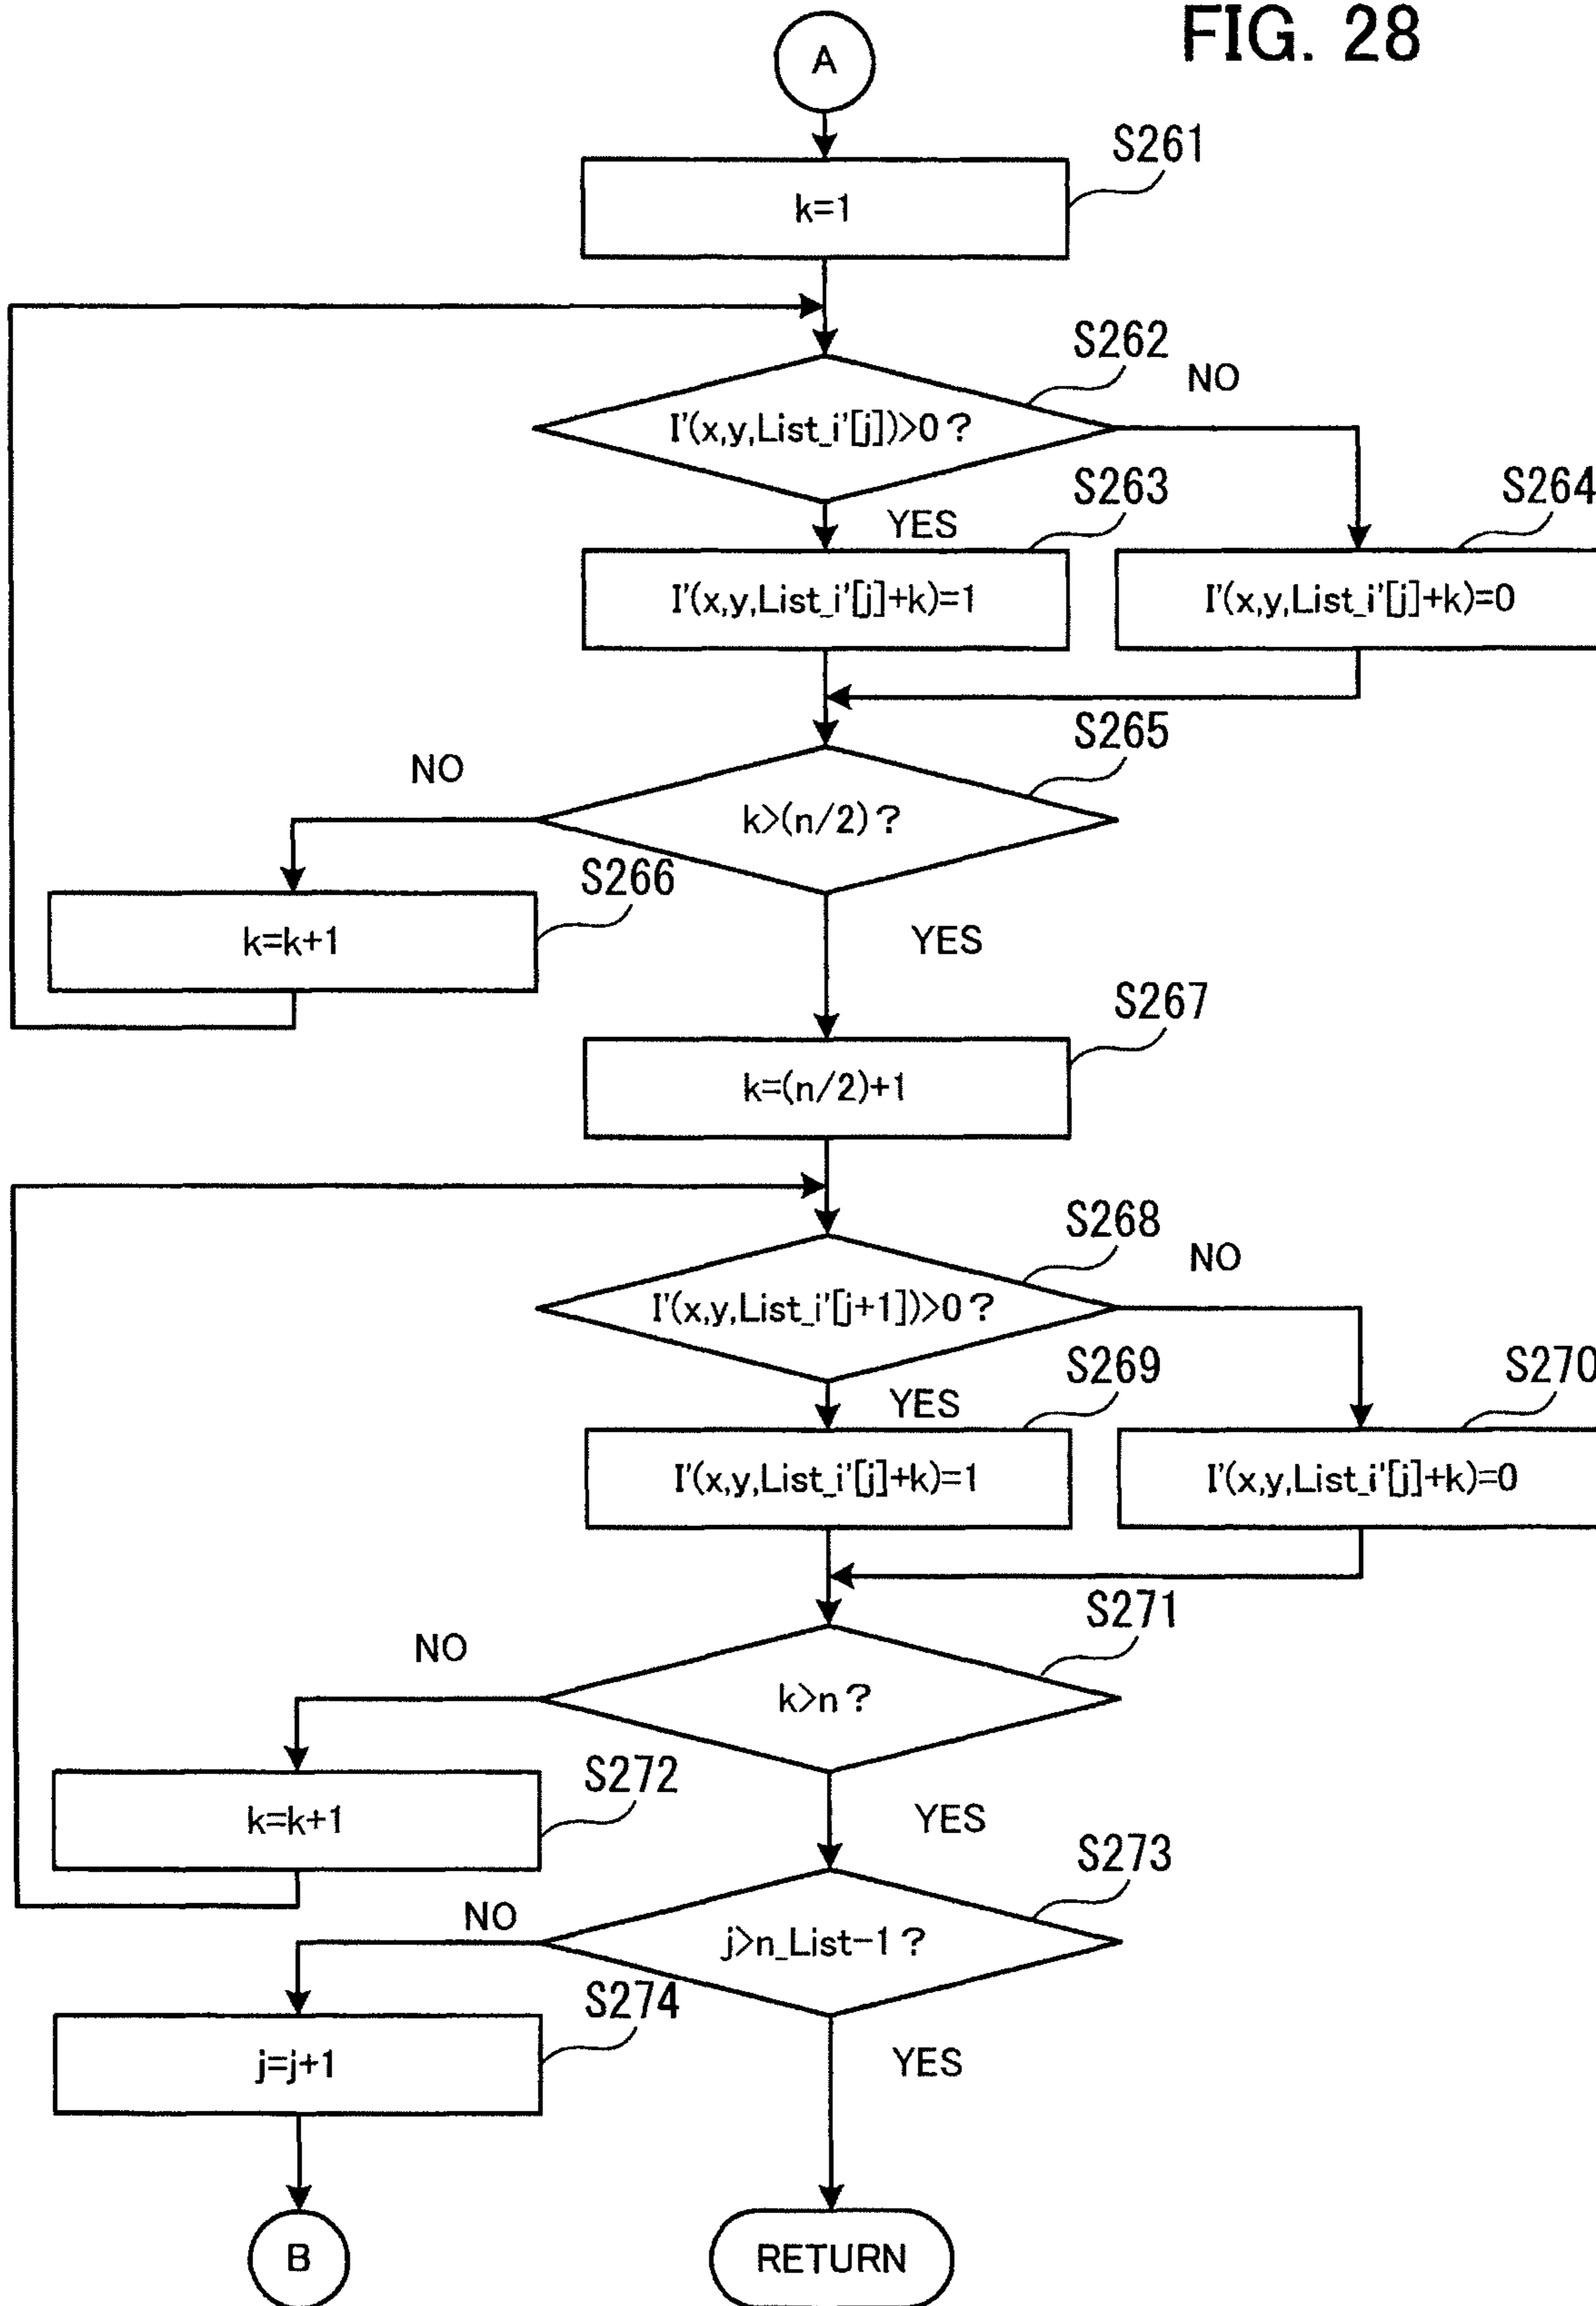 FIG. 28
A
S261
k=1
S262
NO
I'(x,y,List_i'[j])>0?
YES
S263
S264
I'(x,y,List_i'[j]+k)=1
I'(x,y,List_i'[j]+k)=0
S265
NO
k>(n/2)?
S266
k=k+1
YES
S267
k=(n/2)+1
S268
NO
I'(x,y,List_i'[j+1])>0?
YES
S269
S270
I'(x,y,List_i'[j]+k)=1
I'(x,y,List_i'[j]+k)=0
S271
NO
k>n?
S272
k=k+1
YES
S273
NO
j>n_List-1?
S274
j=j+1
YES
B
RETURN